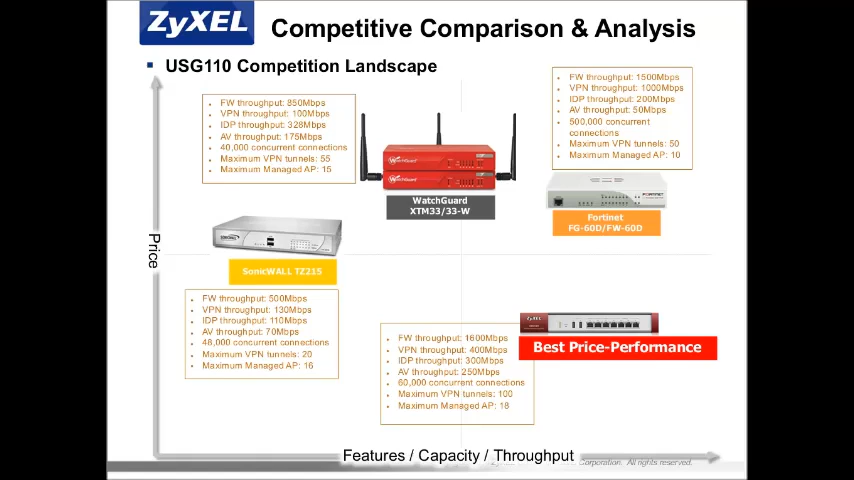 ZyXEL
Competitive Comparison & Analysis
USG110 Competition Landscape
FW throughput: 850Mbps
VPN throughput: 100Mbps
IDP throughput: 328Mbps
AV throughput: 175Mbps
40,000 concurrent connections
Maximum VPN tunnels: 55
Maximum Managed AP: 15
WatchGuard
WatchGuard
WatchGuard
XTM33/33-W
FW throughput: 1500Mbps
VPN throughput: 1000Mbps
IDP throughput: 200Mbps
AV throughput: 50Mbps
500,000 concurrent
connections
Maximum VPN tunnels: 50
Maximum Managed AP: 10
FORTINET
Fortinet
FG-60D/FW-60D
Price
SONICWALL
SonicWALL TZ215
FW throughput: 500Mbps
VPN throughput: 130Mbps
IDP throughput: 110Mbps
AV throughput: 70Mbps
48,000 concurrent connections
Maximum VPN tunnels: 20
Maximum Managed AP: 16
ZyXEL
Best Price-Performance
FW throughput: 1600Mbps
VPN throughput: 400Mbps
IDP throughput: 300Mbps
AV throughput: 250Mbps
60,000 concurrent connections
Maximum VPN tunnels: 100
Maximum Managed AP: 18
Features / Capacity / Throughput
Corporation. All rights reserved.